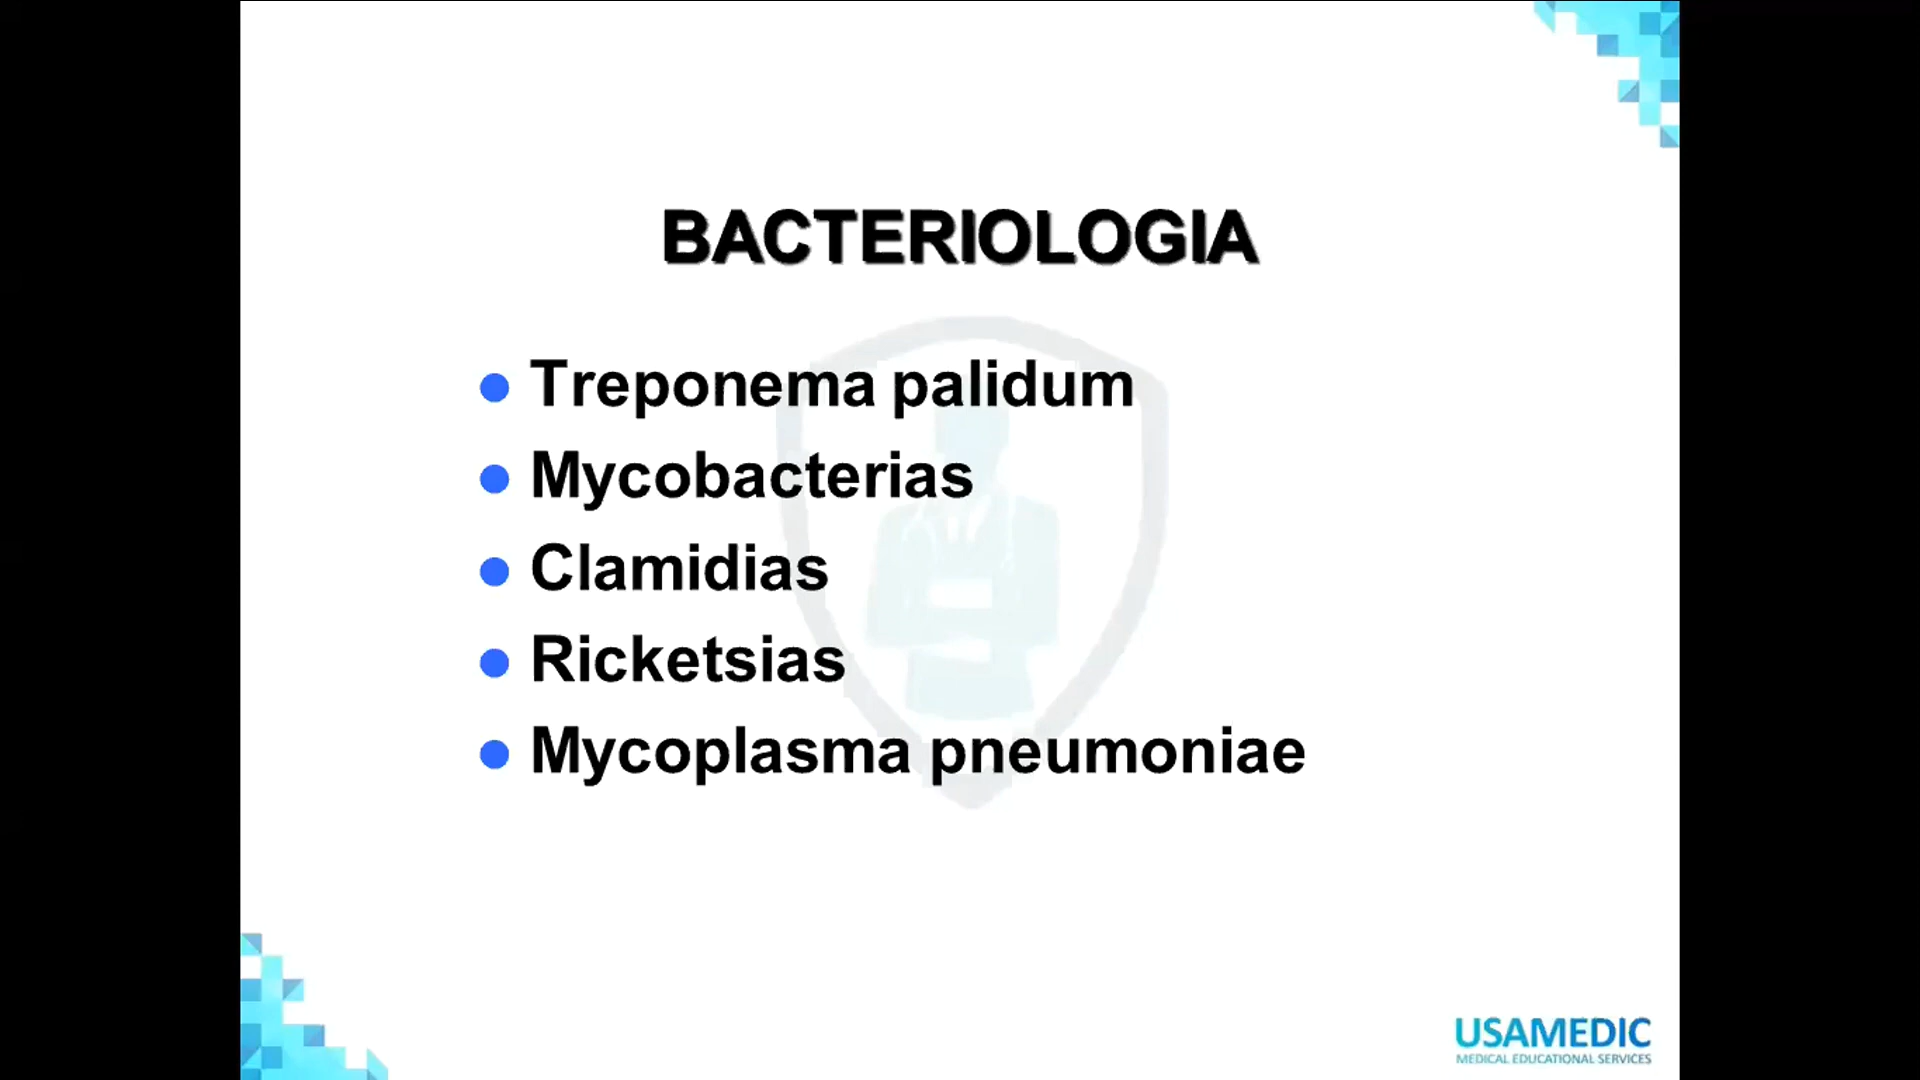 BACTERIOLOGIA
Treponema palidum
Mycobacterias
Clamidias
Ricketsias
Mycoplasma pneumoniae
USAMEDIC
MEDICAL EDUCATIONAL SERVICES